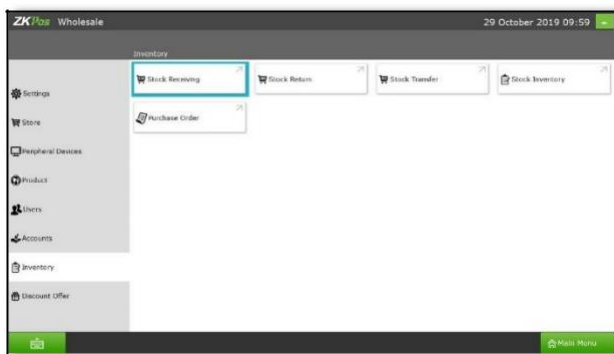 ZKPos Wholesale
29 October 2019 09:59
Inventory
Stock Receiving
Stock Return
Stock Transfer
Stock Inventory
Purchase Order
Settings
Store
Peripheral Devices
Product
Users
Accounts
Inventory
Discount Offer
Main Menu